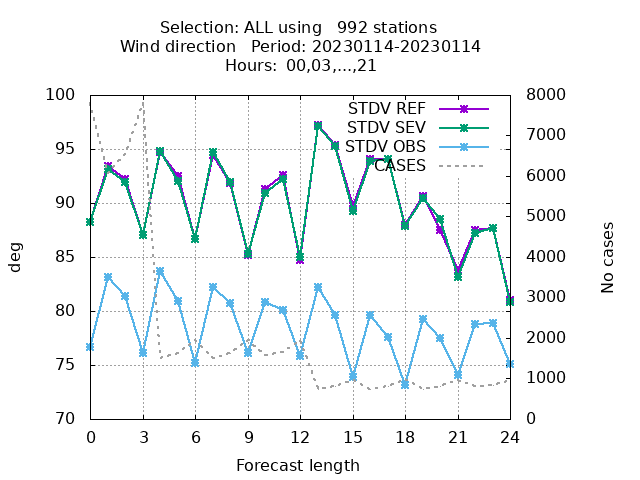 Selection: ALL using   992 stations
Wind direction   Period: 20230114-20230114
Hours:  00,03,...,21
100
95
90
85
80
75
70
deg
8000
7000
6000
5000
4000
3000
2000
1000
0
No cases
STDV REF
STDV SEV
STDV OBS
CASES
0 3 6 9 12 15 18 21 24
Forecast length